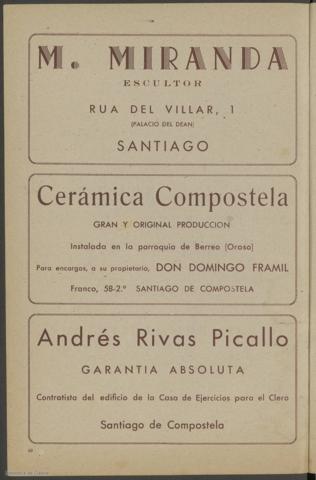 M. MIRANDA
ESCULTOR
RUA DEL VILLAR, 1
(PALACIO DEL DEAN)
SANTIAGO
Cerámica Compostela
GRAN Y ORIGINAL PRODUCCION
Instalada en la parroquia de Berreo (Oroso)
Para encargos, a su propietario, DON DOMINGO FRAMIL
Franco, 58-2.º SANTIAGO DE COMPOSTELA
Andrés Rivas Picallo
GARANTIA ABSOLUTA
Contratista del edificio de la Casa de Ejercicios para el Clero
Santiago de Compostela